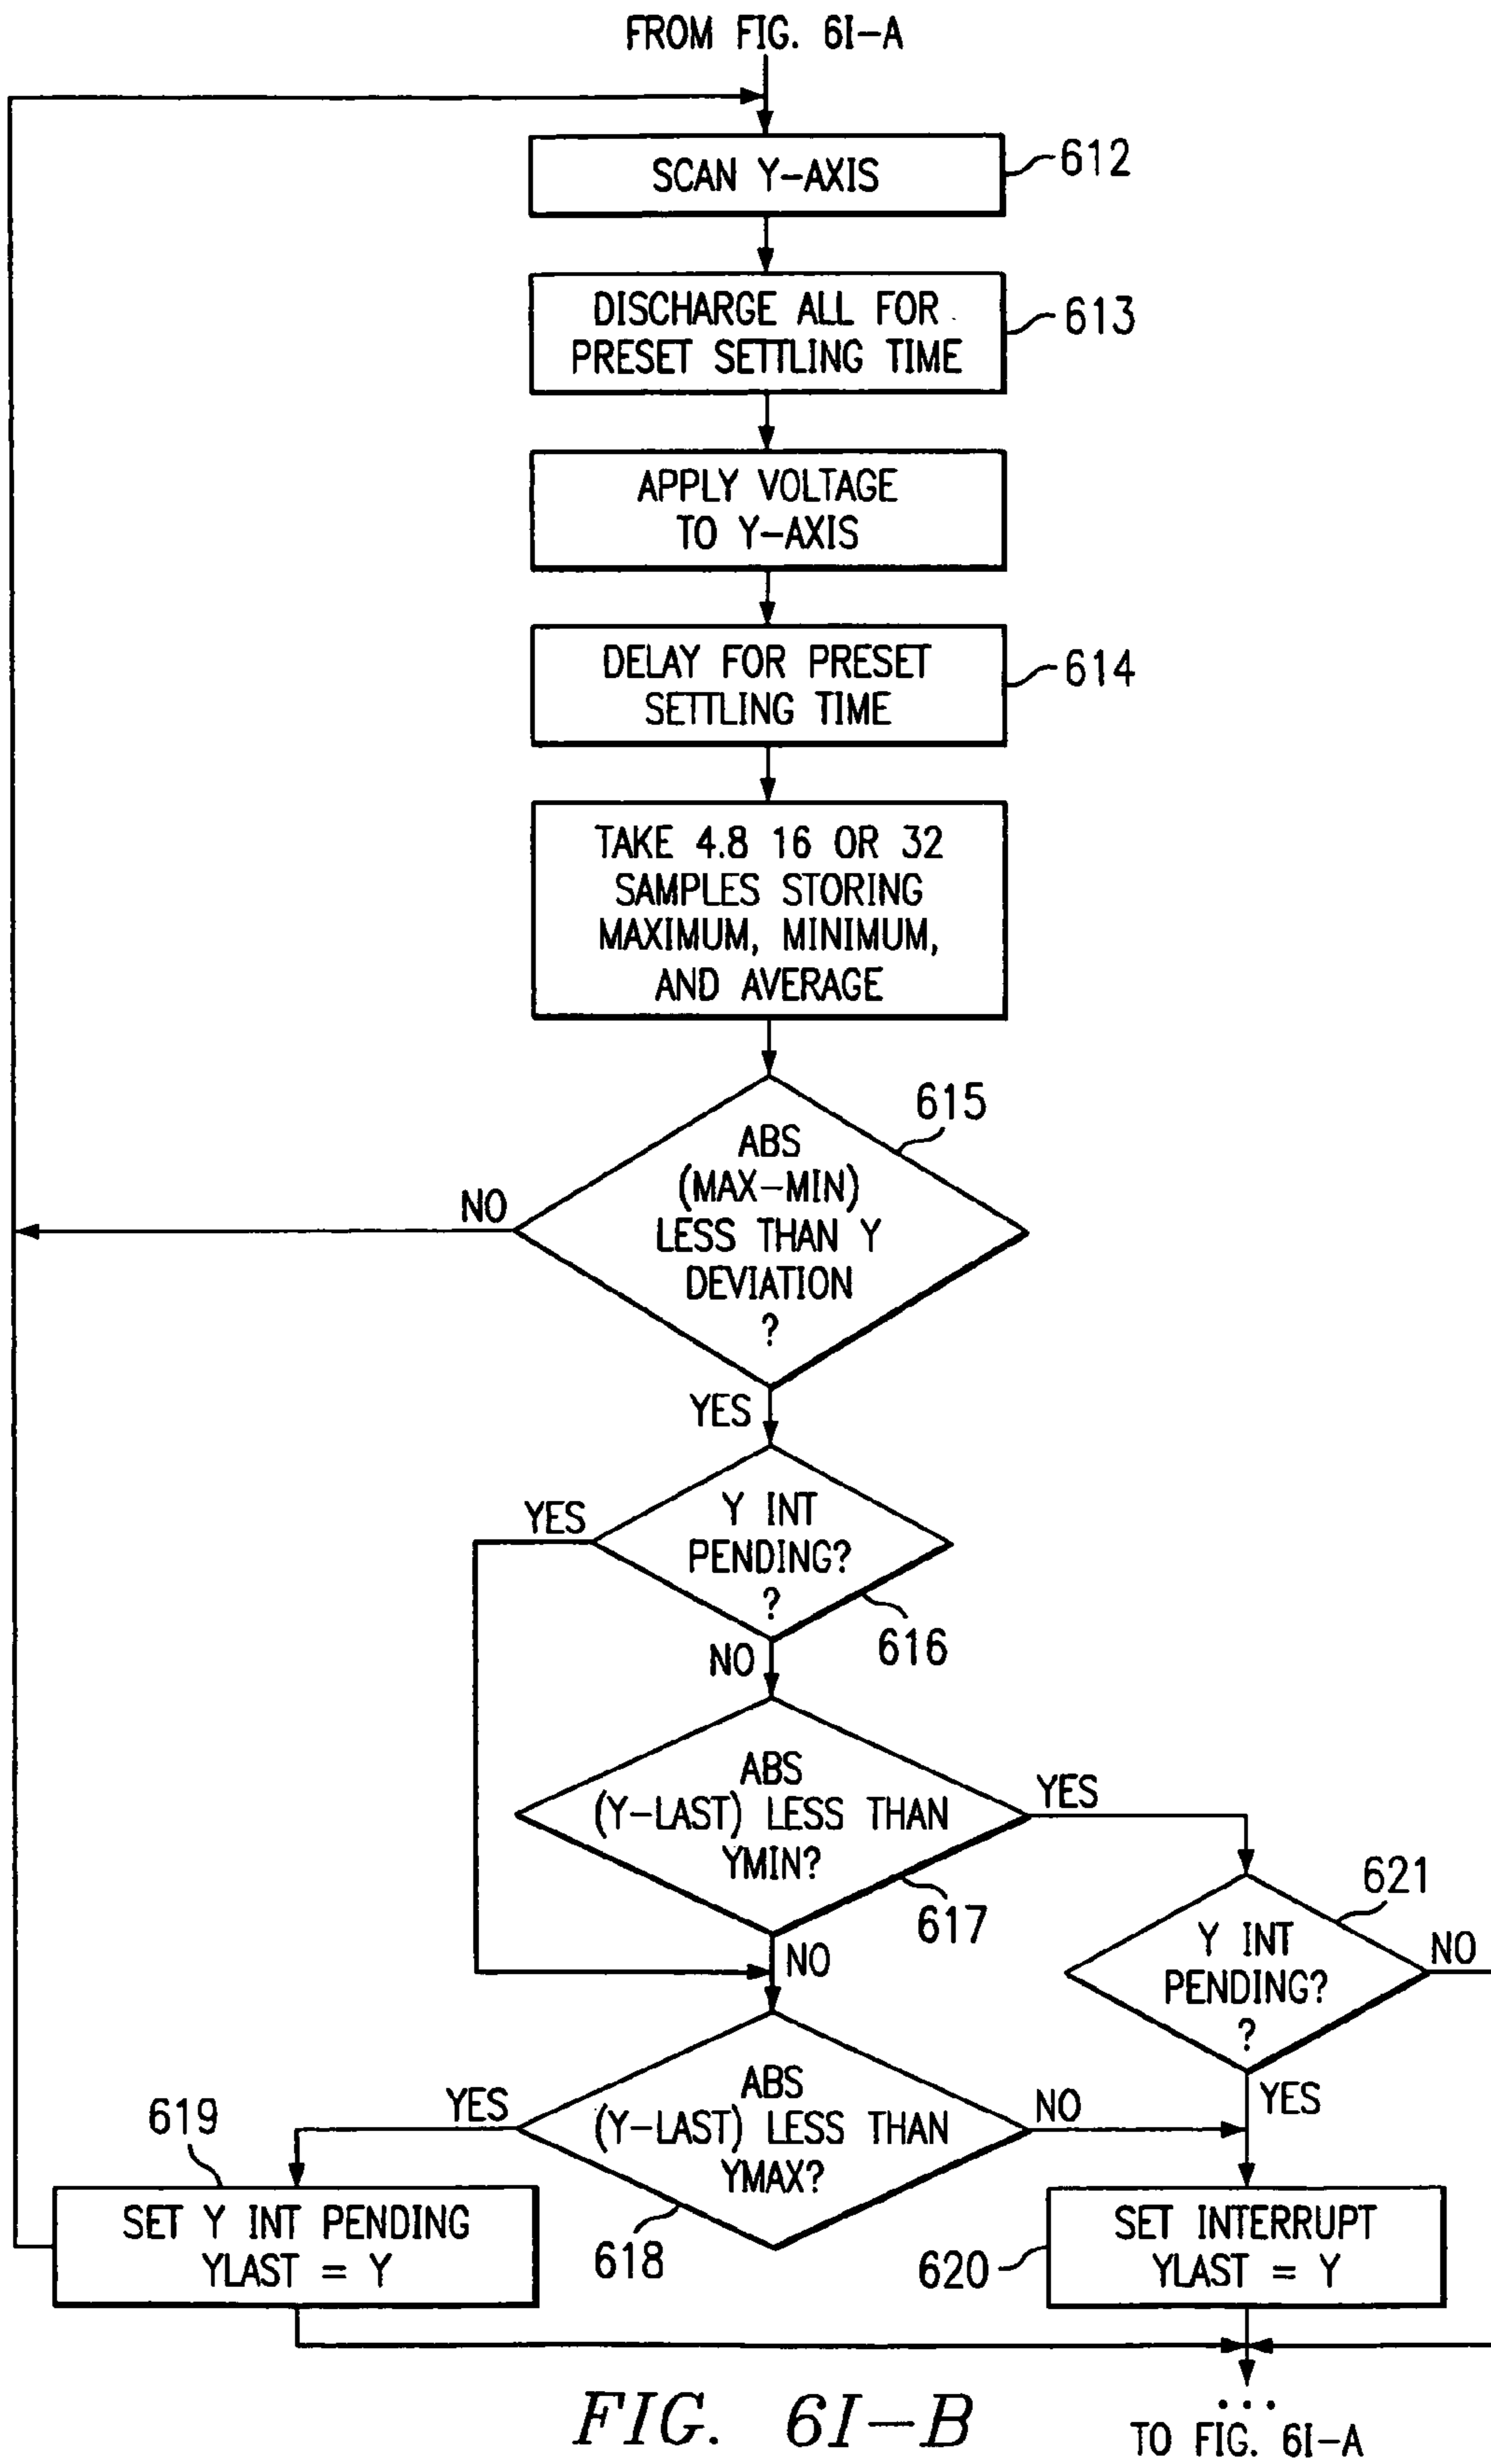 FROM FIG. 6I-A
SCAN Y-AXIS
612
DISCHARGE ALL FOR
PRESET SETTLING TIME
613
APPLY VOLTAGE
TO Y-AXIS
DELAY FOR PRESET
SETTLING TIME
614
TAKE 4.8 16 OR 32
SAMPLES STORING
MAXIMUM, MINIMUM,
AND AVERAGE
615
ABS
(MAX-MIN)
LESS THAN Y
DEVIATION
?
NO
YES
Y INT
PENDING?
?
YES
616
NO
ABS
(Y-LAST) LESS THAN
YMIN?
YES
617
NO
621
Y INT
PENDING?
?
NO
YES
ABS
(Y-LAST) LESS THAN
YMAX?
YES
NO
618
619
SET Y INT PENDING
YLAST = Y
SET INTERRUPT
YLAST = Y
620
...
TO FIG. 6I-A
FIG. 6I-B